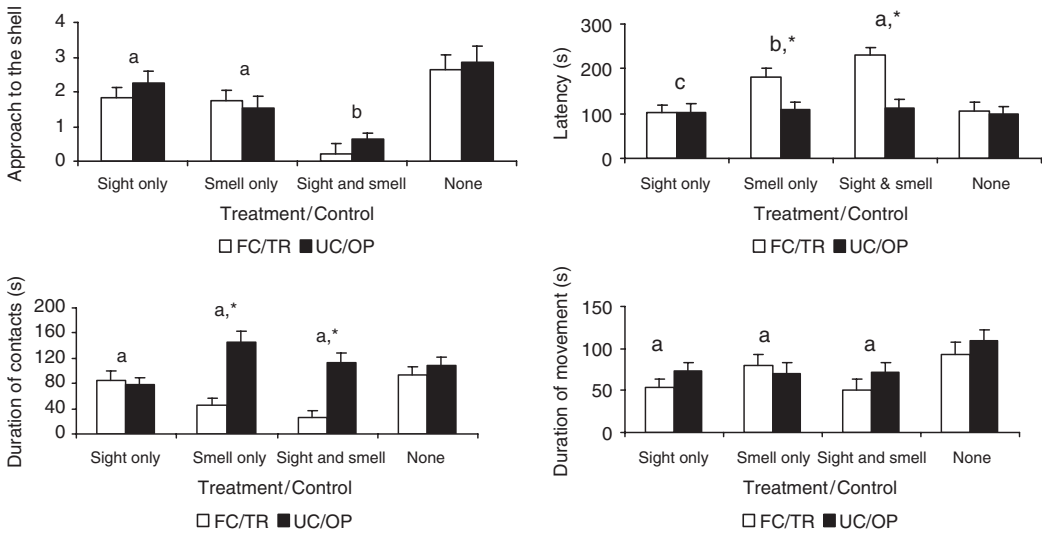 Approach to the shell
4
3
2
1
0
a
a
b
Sight only
Smell only
Sight and smell
None
Treatment/Control
FC/TR
UC/OP
Latency (s)
300
200
100
0
c
b,*
a,*
Sight only
Smell only
Sight & smell
None
Treatment/Control
FC/TR
UC/OP
Duration of contacts (s)
200
160
120
80
40
0
a
a,*
a,*
Sight only
Smell only
Sight and smell
None
Treatment/Control
FC/TR
UC/OP
Duration of movement (s)
150
100
50
0
a
a
a
Sight only
Smell only
Sight and smell
None
Treatment/Control
FC/TR
UC/OP